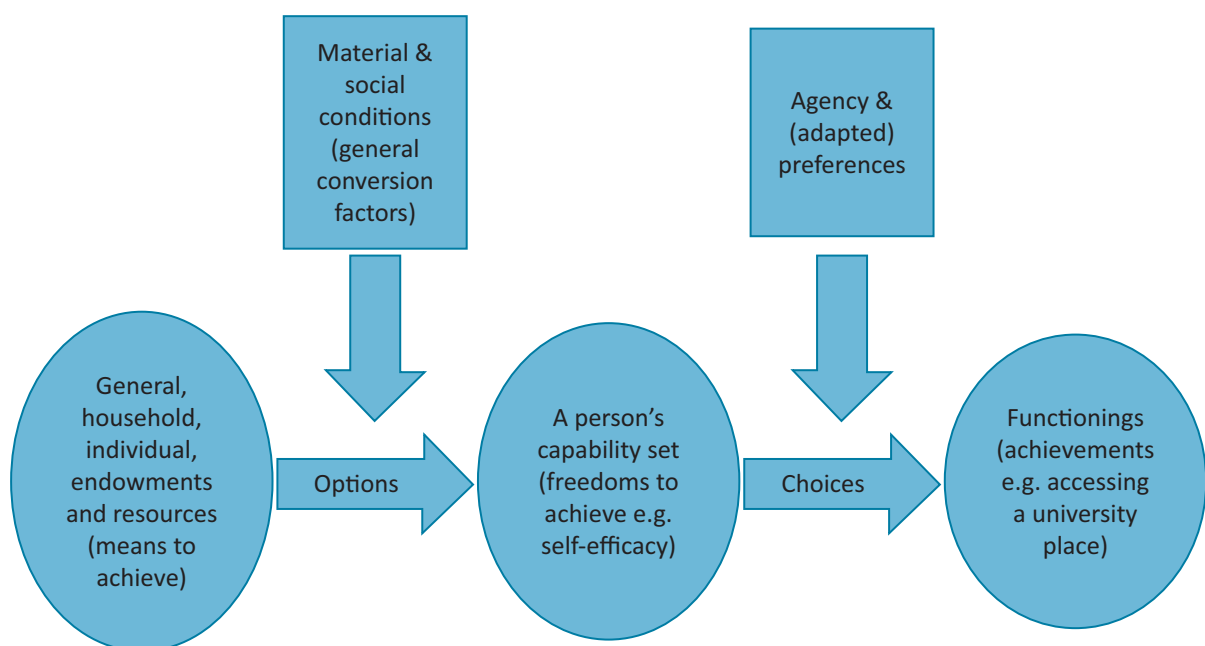 Material &
social
conditions
(general
conversion
factors)
Agency &
(adapted)
preferences
General,
household,
individual,
endowments
and resources
(means to
achieve)
Options
A person’s
capability set
(freedoms to
achieve e.g.
self-efficacy)
Choices
Functionings
(achievements
e.g. accessing
a university
place)